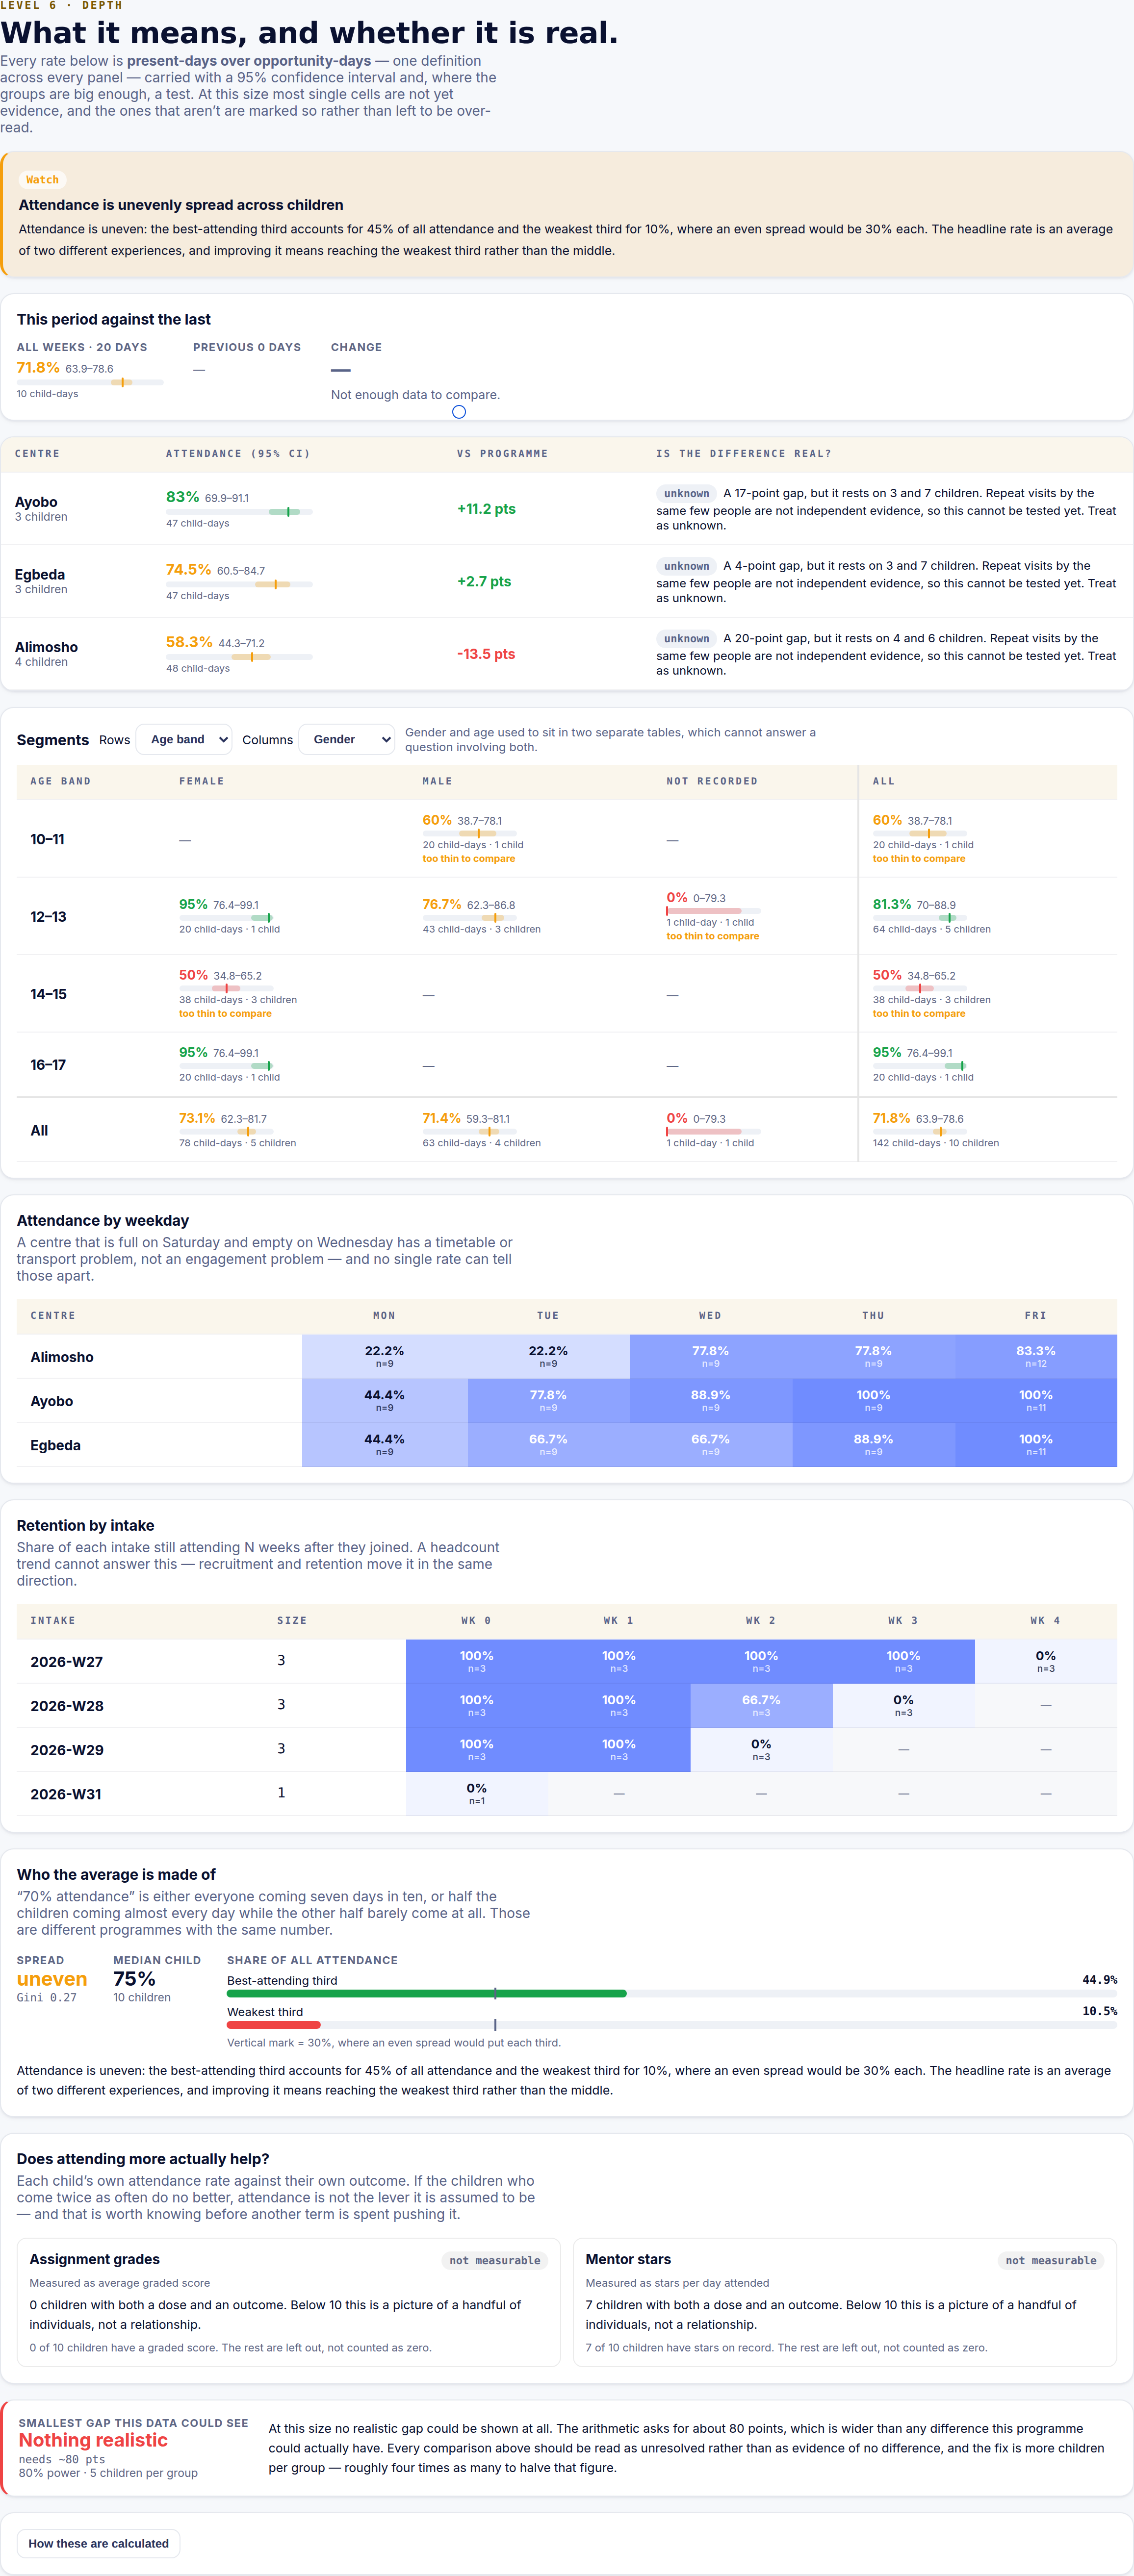 LEVEL 6 · DEPTH
What it means, and whether it is real.
Every rate below is present-days over opportunity-days — one definition
across every panel — carried with a 95% confidence interval and, where the
groups are big enough, a test. At this size most single cells are not yet
evidence, and the ones that aren’t are marked so rather than left to be over-
read.
Watch
Attendance is unevenly spread across children
Attendance is uneven: the best-attending third accounts for 45% of all attendance and the weakest third for 10%, where an even spread would be 30% each. The headline rate is an average
of two different experiences, and improving it means reaching the weakest third rather than the middle.
This period against the last
ALL WEEKS · 20 DAYS PREVIOUS 0 DAYS CHANGE
71.8% 63.9–78.6 — —
10 child-days Not enough data to compare.
CENTRE ATTENDANCE (95% CI) VS PROGRAMME IS THE DIFFERENCE REAL?
Ayobo
3 children
83% 69.9–91.1
47 child-days
+11.2 pts
unknown A 17-point gap, but it rests on 3 and 7 children. Repeat visits by the
same few people are not independent evidence, so this cannot be tested yet. Treat
as unknown.
Egbeda
3 children
74.5% 60.5–84.7
47 child-days
+2.7 pts
unknown A 4-point gap, but it rests on 3 and 7 children. Repeat visits by the
same few people are not independent evidence, so this cannot be tested yet. Treat
as unknown.
Alimosho
4 children
58.3% 44.3–71.2
48 child-days
-13.5 pts
unknown A 20-point gap, but it rests on 4 and 6 children. Repeat visits by the
same few people are not independent evidence, so this cannot be tested yet. Treat
as unknown.
Segments Rows Age band Columns Gender
Gender and age used to sit in two separate tables, which cannot answer a
question involving both.
AGE BAND FEMALE MALE NOT RECORDED ALL
10–11
—
60% 38.7–78.1
20 child-days · 1 child
too thin to compare
—
60% 38.7–78.1
20 child-days · 1 child
too thin to compare
12–13
95% 76.4–99.1
20 child-days · 1 child
76.7% 62.3–86.8
43 child-days · 3 children
0% 0–79.3
1 child-day · 1 child
too thin to compare
81.3% 70–88.9
64 child-days · 5 children
14–15
50% 34.8–65.2
38 child-days · 3 children
too thin to compare
—
—
50% 34.8–65.2
38 child-days · 3 children
too thin to compare
16–17
95% 76.4–99.1
20 child-days · 1 child
—
—
95% 76.4–99.1
20 child-days · 1 child
All
73.1% 62.3–81.7
78 child-days · 5 children
71.4% 59.3–81.1
63 child-days · 4 children
0% 0–79.3
1 child-day · 1 child
71.8% 63.9–78.6
142 child-days · 10 children
Attendance by weekday
A centre that is full on Saturday and empty on Wednesday has a timetable or
transport problem, not an engagement problem — and no single rate can tell
those apart.
CENTRE MON TUE WED THU FRI
Alimosho 22.2% 22.2% 77.8% 77.8% 83.3%
n=9 n=9 n=9 n=9 n=12
Ayobo 44.4% 77.8% 88.9% 100% 100%
n=9 n=9 n=9 n=9 n=11
Egbeda 44.4% 66.7% 66.7% 88.9% 100%
n=9 n=9 n=9 n=9 n=11
Retention by intake
Share of each intake still attending N weeks after they joined. A headcount
trend cannot answer this — recruitment and retention move it in the same
direction.
INTAKE SIZE WK 0 WK 1 WK 2 WK 3 WK 4
2026-W27 3 100% 100% 100% 100% 0%
n=3 n=3 n=3 n=3 n=3
2026-W28 3 100% 100% 66.7% 0% —
n=3 n=3 n=3 n=3
2026-W29 3 100% 100% 0% — —
n=3 n=3 n=3
2026-W31 1 0% — — — —
n=1
Who the average is made of
“70% attendance” is either everyone coming seven days in ten, or half the
children coming almost every day while the other half barely come at all. Those
are different programmes with the same number.
SPREAD MEDIAN CHILD SHARE OF ALL ATTENDANCE
uneven 75%
Gini 0.27 10 children
Best-attending third 44.9%
Weakest third 10.5%
Vertical mark = 30%, where an even spread would put each third.
Attendance is uneven: the best-attending third accounts for 45% of all attendance and the weakest third for 10%, where an even spread would be 30% each. The headline rate is an average
of two different experiences, and improving it means reaching the weakest third rather than the middle.
Does attending more actually help?
Each child’s own attendance rate against their own outcome. If the children who
come twice as often do no better, attendance is not the lever it is assumed to be
— and that is worth knowing before another term is spent pushing it.
Assignment grades not measurable
Measured as average graded score
0 children with both a dose and an outcome. Below 10 this is a picture of a handful of
individuals, not a relationship.
0 of 10 children have a graded score. The rest are left out, not counted as zero.
Mentor stars not measurable
Measured as stars per day attended
7 children with both a dose and an outcome. Below 10 this is a picture of a handful of
individuals, not a relationship.
7 of 10 children have stars on record. The rest are left out, not counted as zero.
SMALLEST GAP THIS DATA COULD SEE
Nothing realistic
needs ~80 pts
80% power · 5 children per group
At this size no realistic gap could be shown at all. The arithmetic asks for about 80 points, which is wider than any difference this programme
could actually have. Every comparison above should be read as unresolved rather than as evidence of no difference, and the fix is more children
per group — roughly four times as many to halve that figure.
How these are calculated